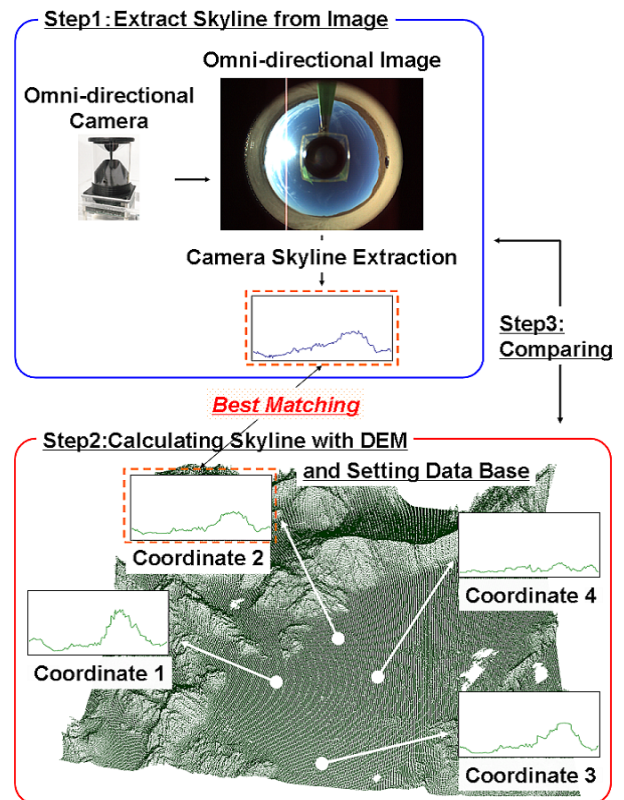 Step1:Extract Skyline from Image
Omni-directional Image
Omni-directional
Camera
Camera Skyline Extraction
Step3:
Comparing
Best Matching
Step2:Calculating Skyline with DEM
and Setting Data Base
Coordinate 2
Coordinate 4
Coordinate 1
Coordinate 3